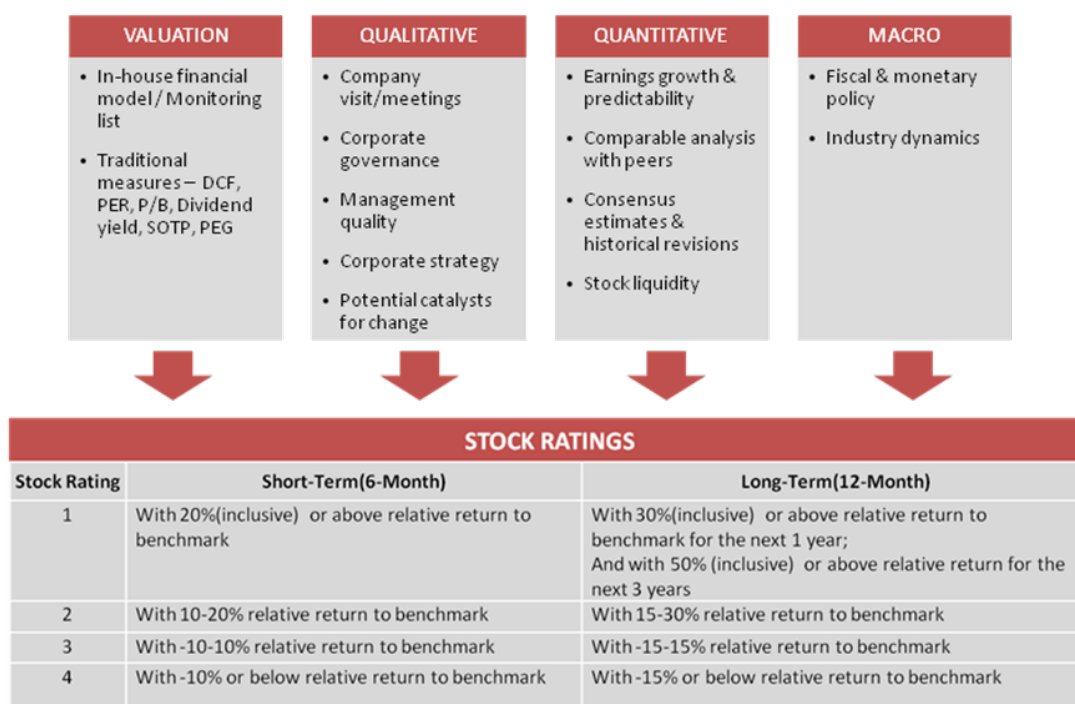 VALUATION
• In-house financial
model / Monitoring
list
• Traditional
measures – DCF,
PER, P/B, Dividend
yield, SOTP, PEG
QUALITATIVE
• Company
visit/meetings
• Corporate
governance
• Management
quality
• Corporate strategy
• Potential catalysts
for change
QUANTITATIVE
• Earnings growth &
predictability
• Comparable analysis
with peers
• Consensus
estimates &
historical revisions
• Stock liquidity
MACRO
• Fiscal & monetary
policy
• Industry dynamics
STOCK RATINGS
Stock Rating Short-Term(6-Month) Long-Term(12-Month)
1
With 20%(inclusive) or above relative return to
benchmark
With 30%(inclusive) or above relative return to
benchmark for the next 1 year;
And with 50% (inclusive) or above relative return for the
next 3 years
2 With 10-20% relative return to benchmark With 15-30% relative return to benchmark
3 With -10-10% relative return to benchmark With -15-15% relative return to benchmark
4 With -10% or below relative return to benchmark With -15% or below relative return to benchmark